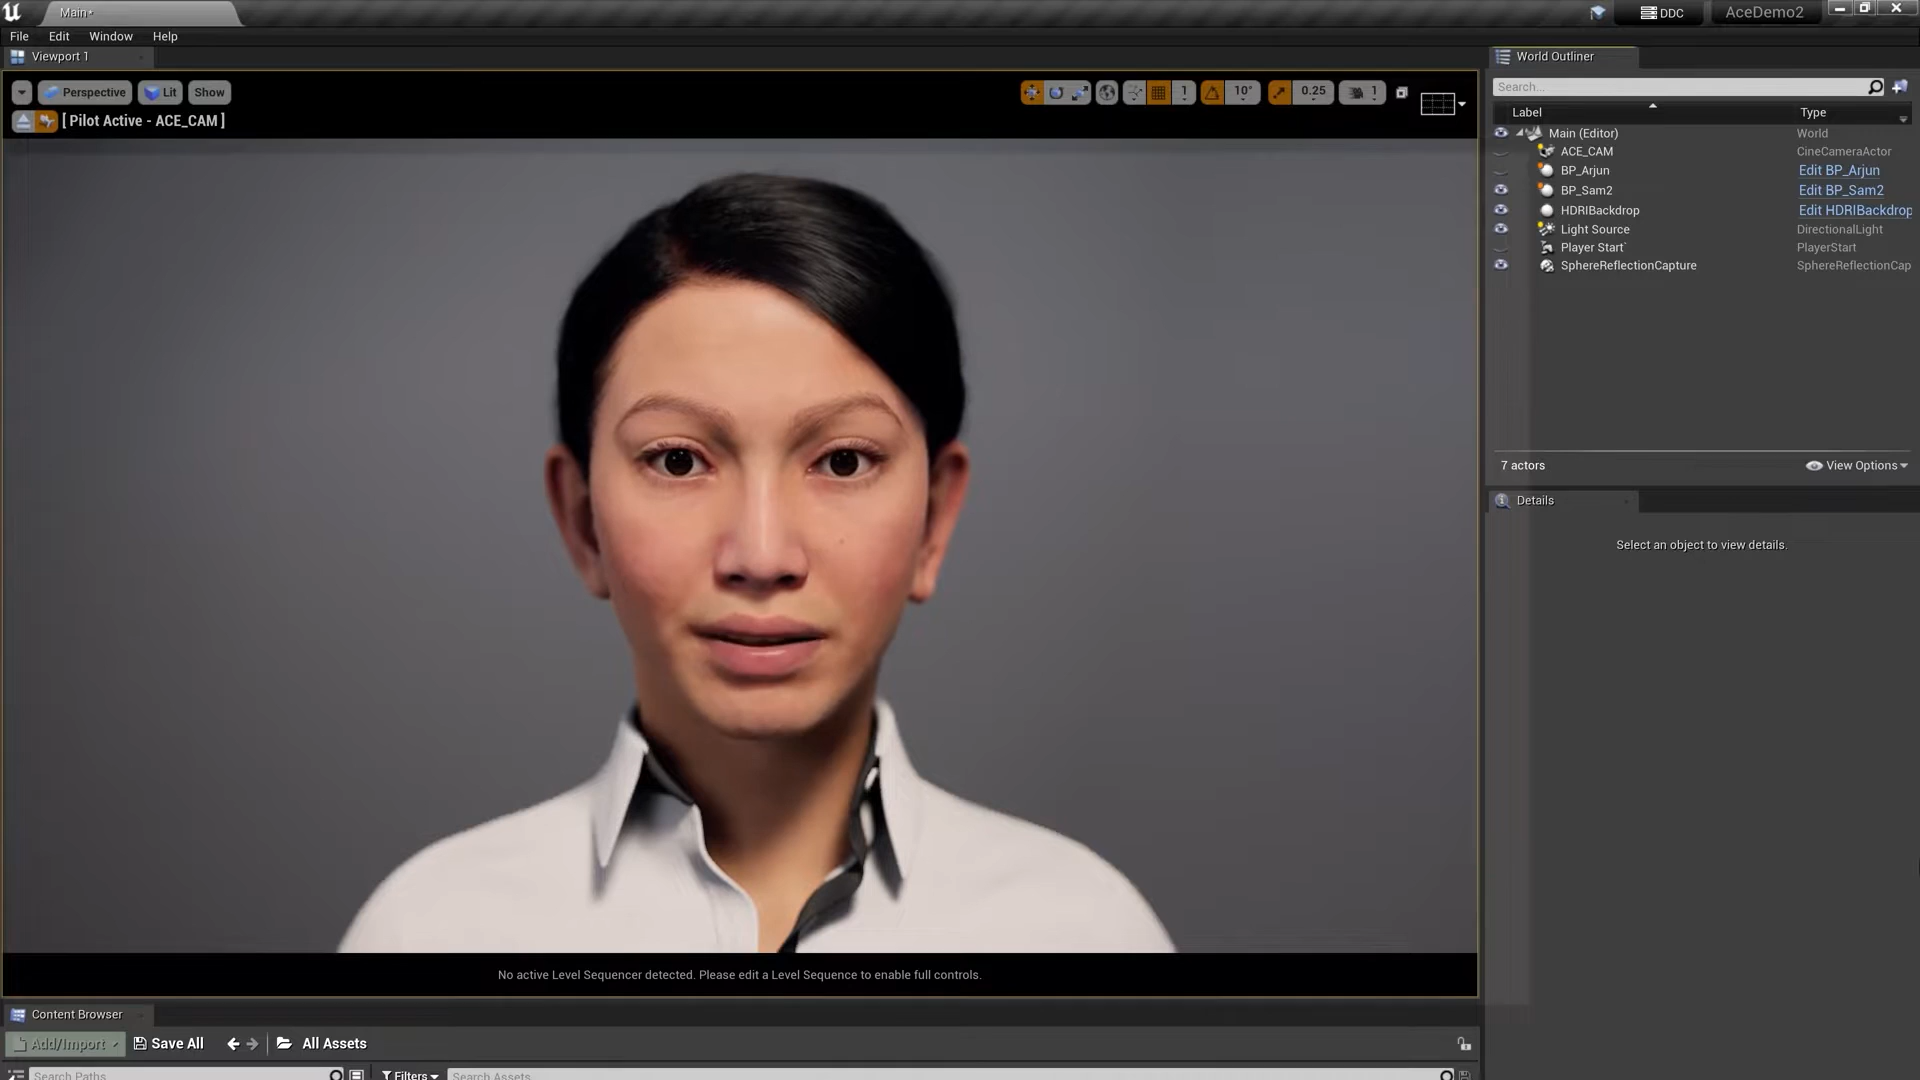 Main*
DDC
AceDemo2
File Edit Window Help
Viewport 1
World Outliner
Perspective Lit Show
1 10° 0.25 1
Search...
[ Pilot Active - ACE_CAM ]
Label Type
Main (Editor) World
ACE_CAM CineCameraActor
BP_Arjun Edit BP_Arjun
BP_Sam2 Edit BP_Sam2
HDRIBackdrop Edit HDRIBackdrop
Light Source DirectionalLight
Player Start` PlayerStart
SphereReflectionCapture SphereReflectionCap
7 actors View Options
Details
Select an object to view details.
No active Level Sequencer detected. Please edit a Level Sequence to enable full controls.
Content Browser
Add/Import Save All All Assets
Search Paths Filters Search Assets